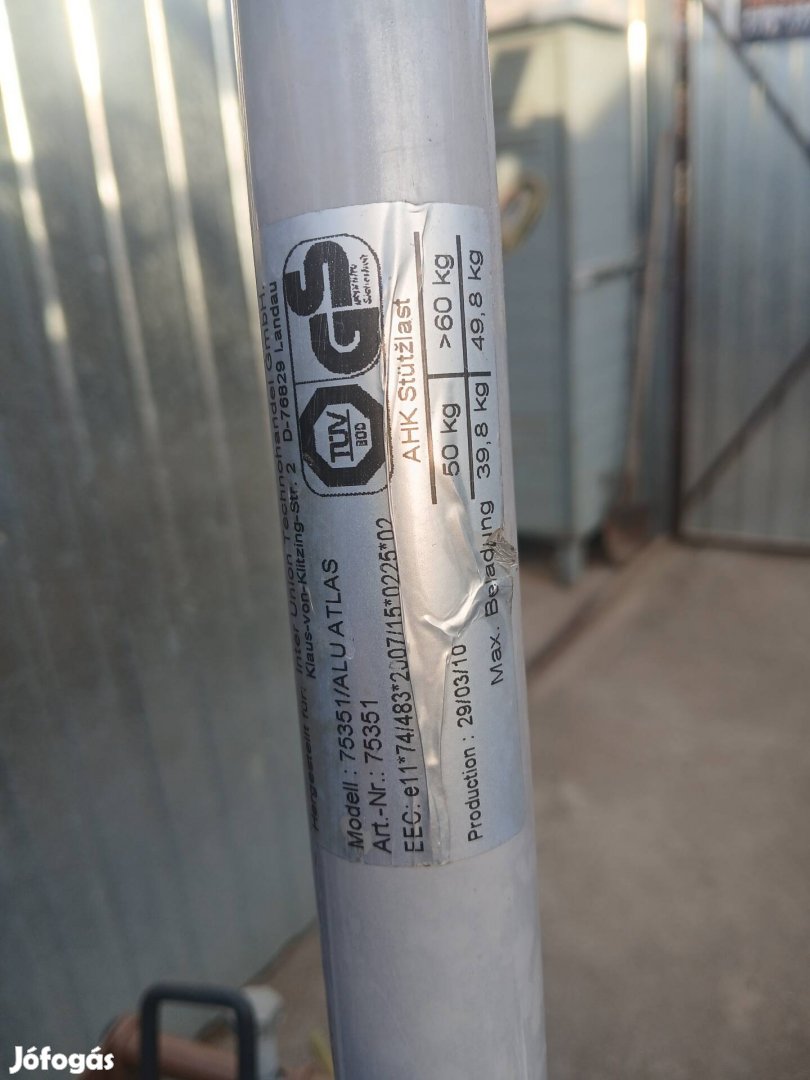 Hergestellt für: Inter Union Technohandel GmbH.
Klaus-von-Klitzing-Str. 2 D-76829 Landau
TÜV
GS
Modell : 75351/ALU ATLAS
Art.-Nr.: 75351
EEC: e11*74/483*2007/15*0225*02
Production : 29/03/10
AHK Stützlast
50 kg >60 kg
Max. Beladung 39,8 kg 49,8 kg
Jófogás